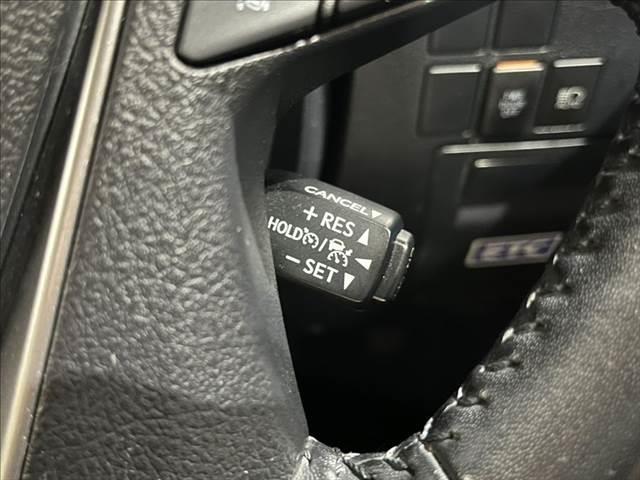 CANCEL▼
+ RES ▲
HOLD / ◀
− SET ▼
ETC